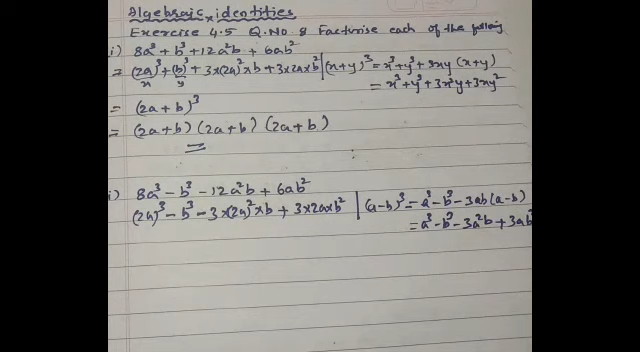 Algebraic identities
Exercise 4.5 Q.No 8 Factorise each of the following
i) 8a³ + b³ + 12a²b + 6ab²
= (2a)³ + (b)³ + 3×(2a)²×b + 3×2a×b² | (x+y)³ = x³+y³+3xy(x+y)
x y = x³+y³+3x²y+3xy²
= (2a+b)³
= (2a+b) (2a+b) (2a+b)
i) 8a³ - b³ - 12a²b + 6ab²
(2a)³ - b³ - 3×(2a)²×b + 3×2a×b² | (a-b)³ = a³-b³-3ab(a-b)
= a³-b³-3a²b+3ab²